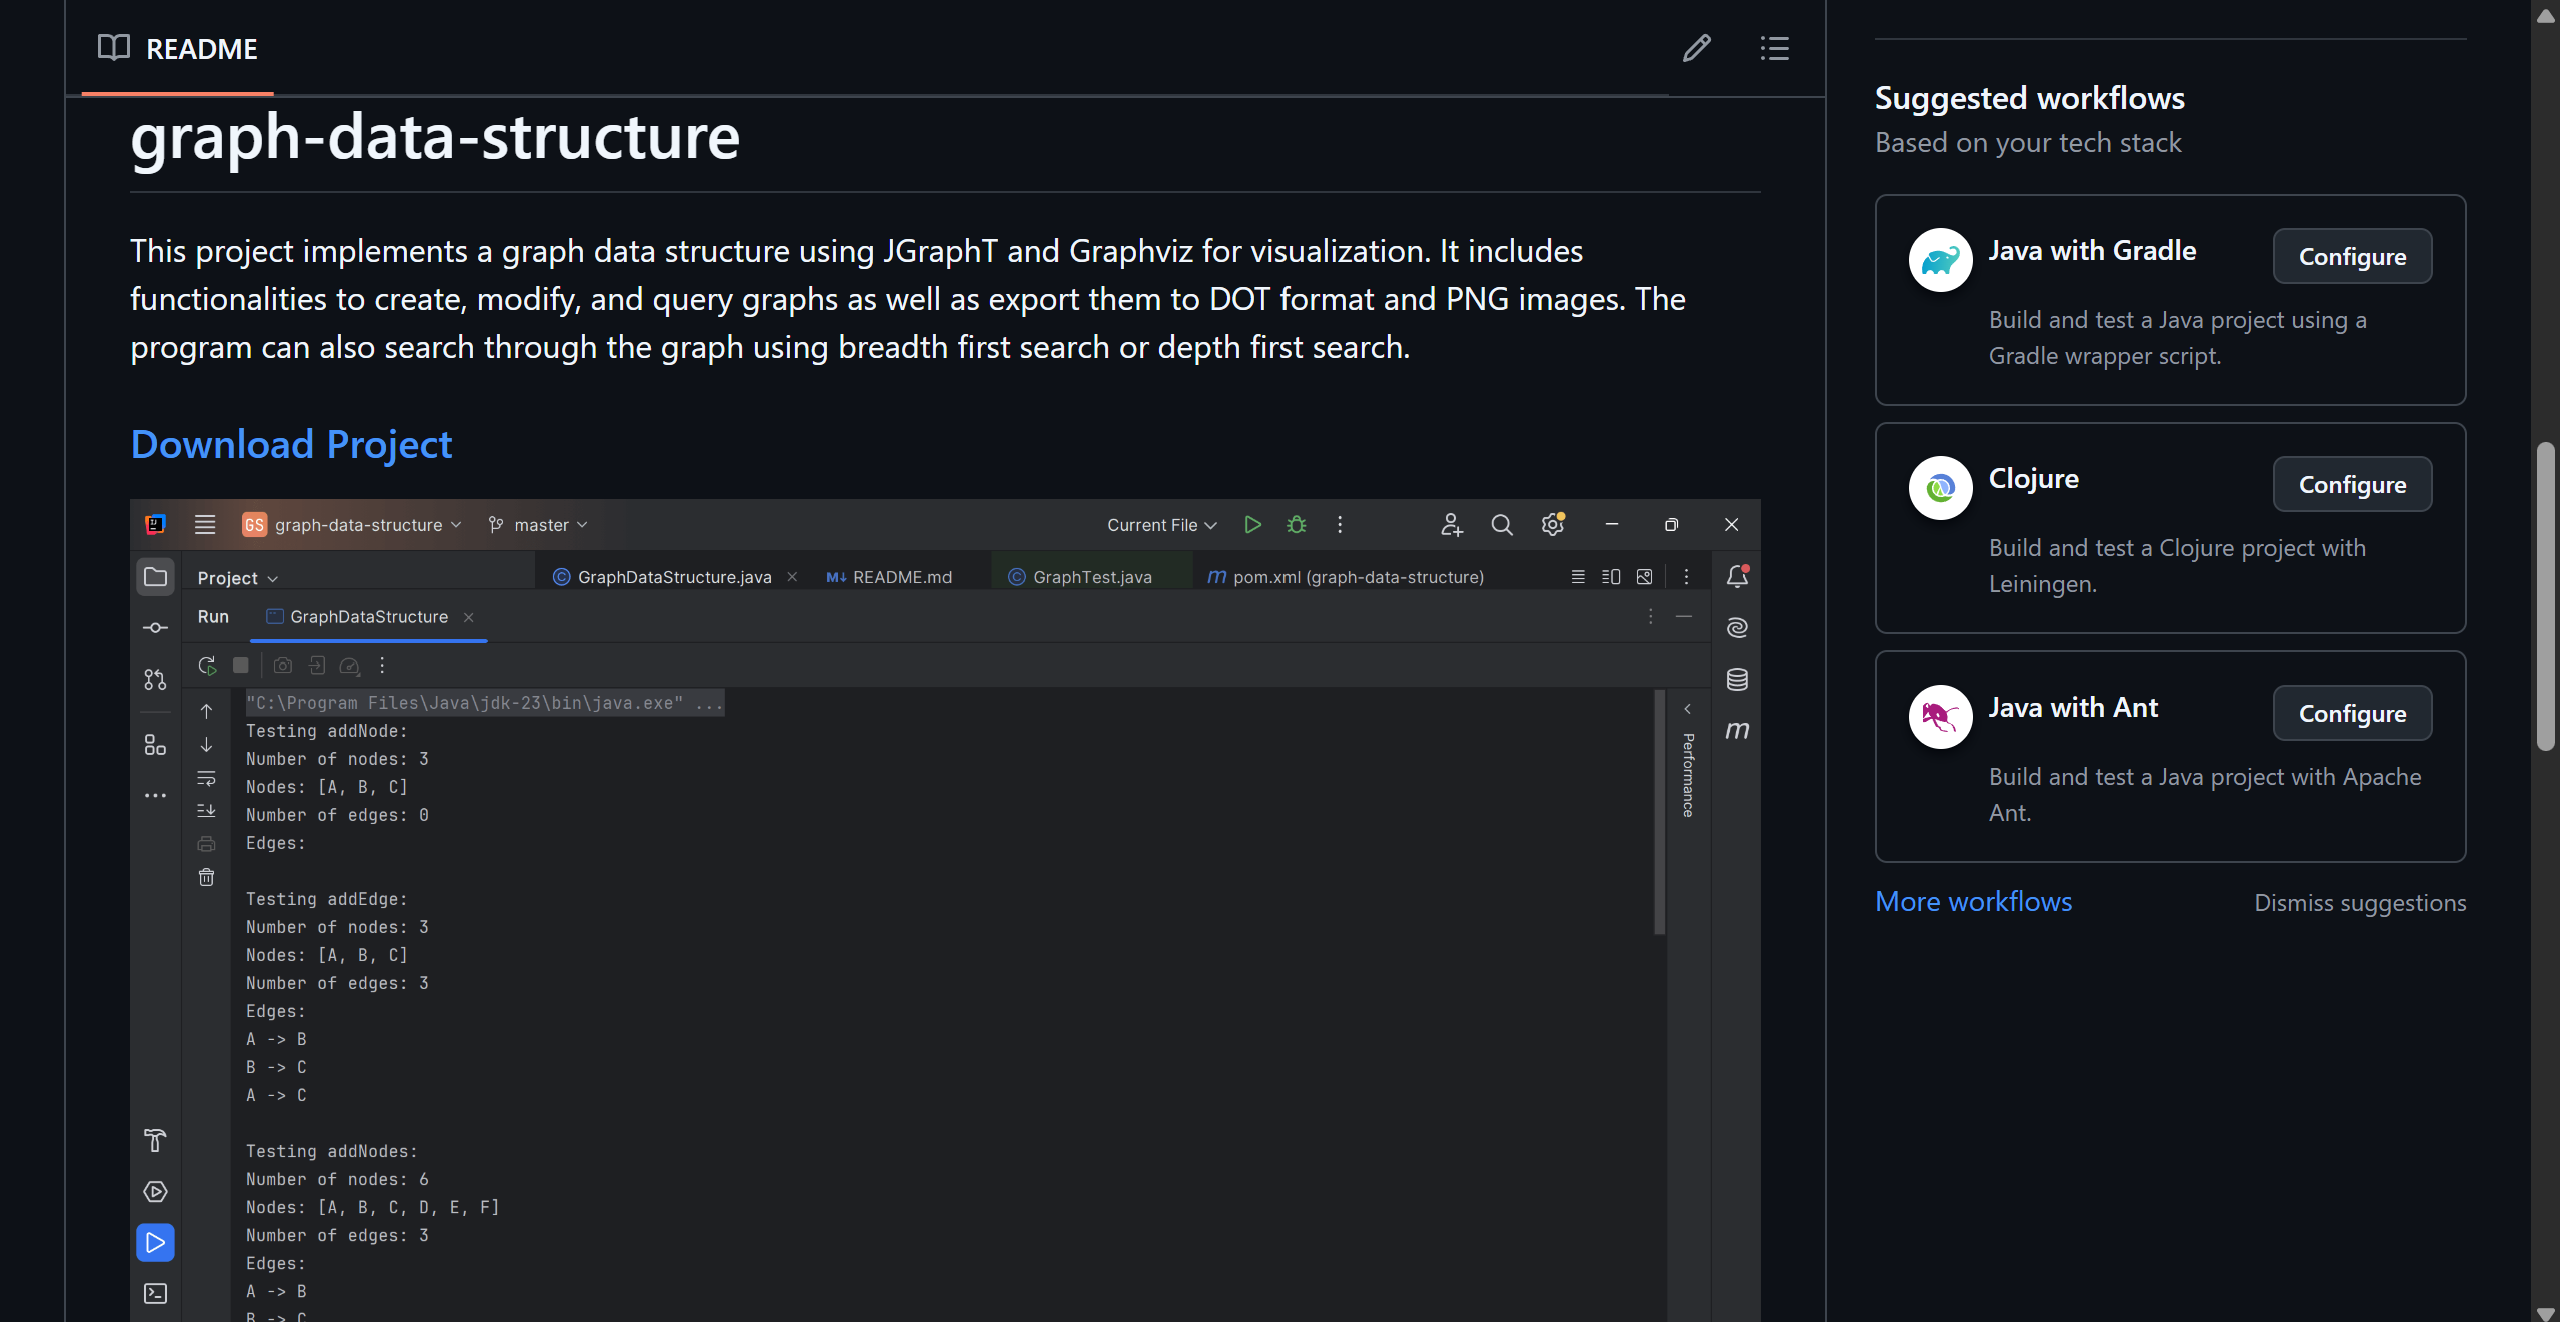 README
graph-data-structure
This project implements a graph data structure using JGraphT and Graphviz for visualization. It includes
functionalities to create, modify, and query graphs as well as export them to DOT format and PNG images. The
program can also search through the graph using breadth first search or depth first search.
Download Project
GS graph-data-structure master Current File
Project GraphDataStructure.java README.md GraphTest.java pom.xml (graph-data-structure)
Run GraphDataStructure
"C:\Program Files\Java\jdk-23\bin\java.exe" ...
Testing addNode:
Number of nodes: 3
Nodes: [A, B, C]
Number of edges: 0
Edges:
Testing addEdge:
Number of nodes: 3
Nodes: [A, B, C]
Number of edges: 3
Edges:
A -> B
B -> C
A -> C
Testing addNodes:
Number of nodes: 6
Nodes: [A, B, C, D, E, F]
Number of edges: 3
Edges:
A -> B
B -> C
Performance
Suggested workflows
Based on your tech stack
Java with Gradle
Configure
Build and test a Java project using a
Gradle wrapper script.
Clojure
Configure
Build and test a Clojure project with
Leiningen.
Java with Ant
Configure
Build and test a Java project with Apache
Ant.
More workflows
Dismiss suggestions